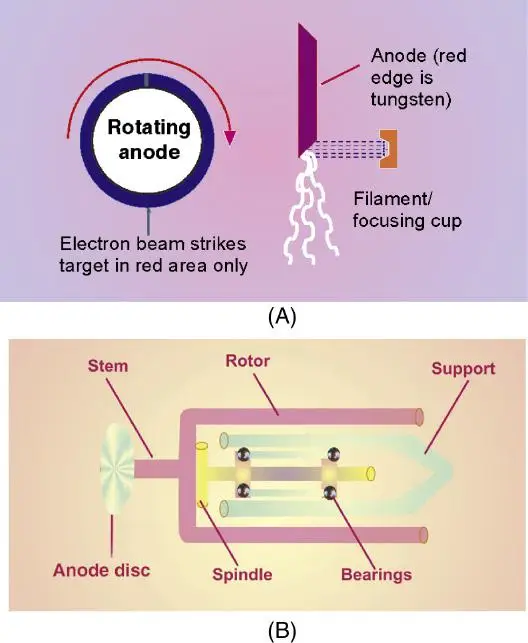 Rotating
anode
Anode (red
edge is
tungsten)
Filament/
focusing cup
Electron beam strikes
target in red area only
(A)
Stem
Rotor
Support
Anode disc
Spindle
Bearings
(B)